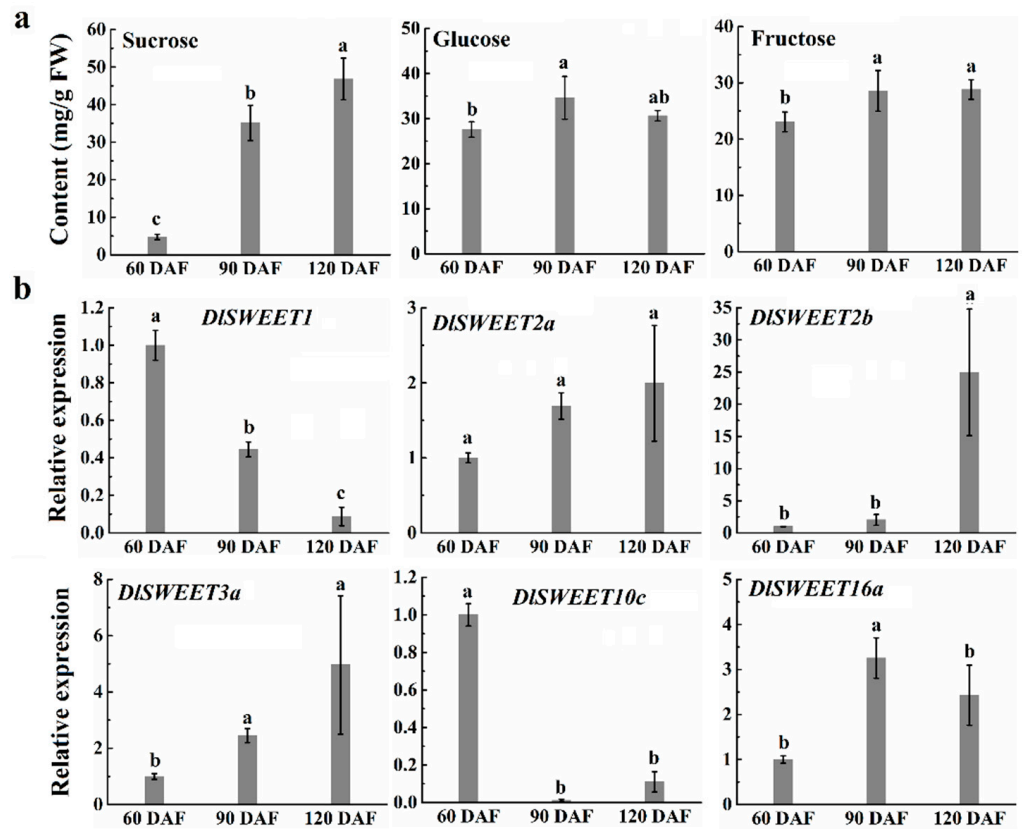 a
Content (mg/g FW)
Sucrose
60
50
40
30
20
10
0
c
b
a
60 DAF 90 DAF 120 DAF
Glucose
50
45
40
35
30
25
20
15
10
5
0
b
a
ab
60 DAF 90 DAF 120 DAF
Fructose
40
30
20
10
0
b
a
a
60 DAF 90 DAF 120 DAF
b
Relative expression
DlSWEET1
1.2
1.0
0.8
0.6
0.4
0.2
0.0
a
b
c
60 DAF 90 DAF 120 DAF
DlSWEET2a
3
2
1
0
a
a
a
60 DAF 90 DAF 120 DAF
DlSWEET2b
35
30
25
20
15
10
5
0
b
b
a
60 DAF 90 DAF 120 DAF
Relative expression
DlSWEET3a
8
6
4
2
0
b
a
a
60 DAF 90 DAF 120 DAF
DlSWEET10c
1.2
1.0
0.8
0.6
0.4
0.2
0.0
a
b
b
60 DAF 90 DAF 120 DAF
DlSWEET16a
5
4
3
2
1
0
b
a
b
60 DAF 90 DAF 120 DAF